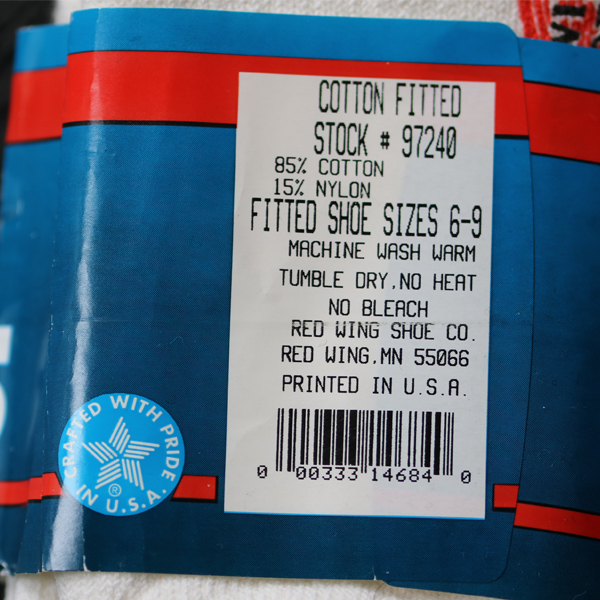 COTTON FITTED
STOCK # 97240
85% COTTON
15% NYLON
FITTED SHOE SIZES 6-9
MACHINE WASH WARM
TUMBLE DRY,NO HEAT
NO BLEACH
RED WING SHOE CO.
RED WING,MN 55066
PRINTED IN U.S.A.
0 00333 14684 0
CRAFTED WITH PRIDE
IN U.S.A.
®